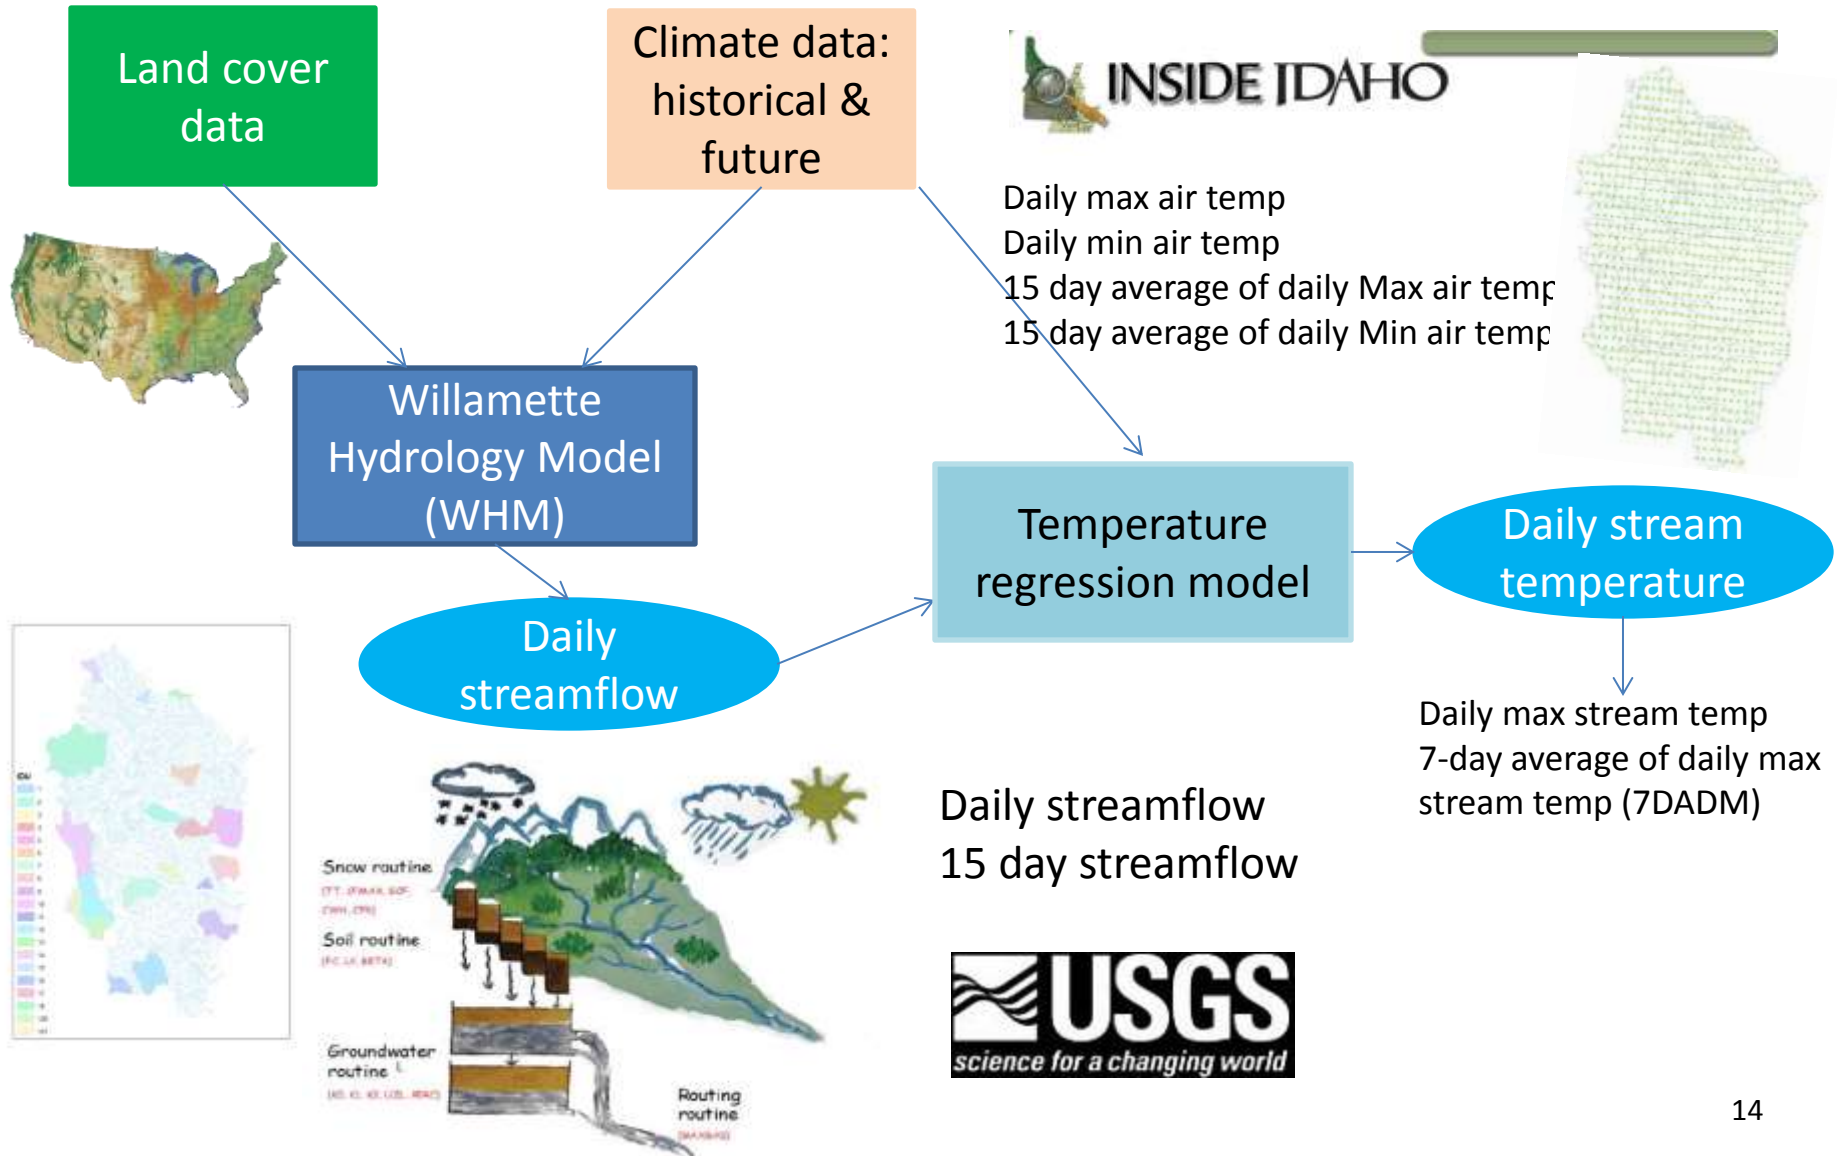 Land cover
data
Climate data:
historical &
future
INSIDE IDAHO
Daily max air temp
Daily min air temp
15 day average of daily Max air temp
15 day average of daily Min air temp
Willamette
Hydrology Model
(WHM)
Temperature
regression model
Daily stream
temperature
Daily
streamflow
Daily max stream temp
7-day average of daily max
stream temp (7DADM)
Daily streamflow
15 day streamflow
Snow routine
Soil routine
Groundwater
routine
Routing
routine
USGS
science for a changing world
14